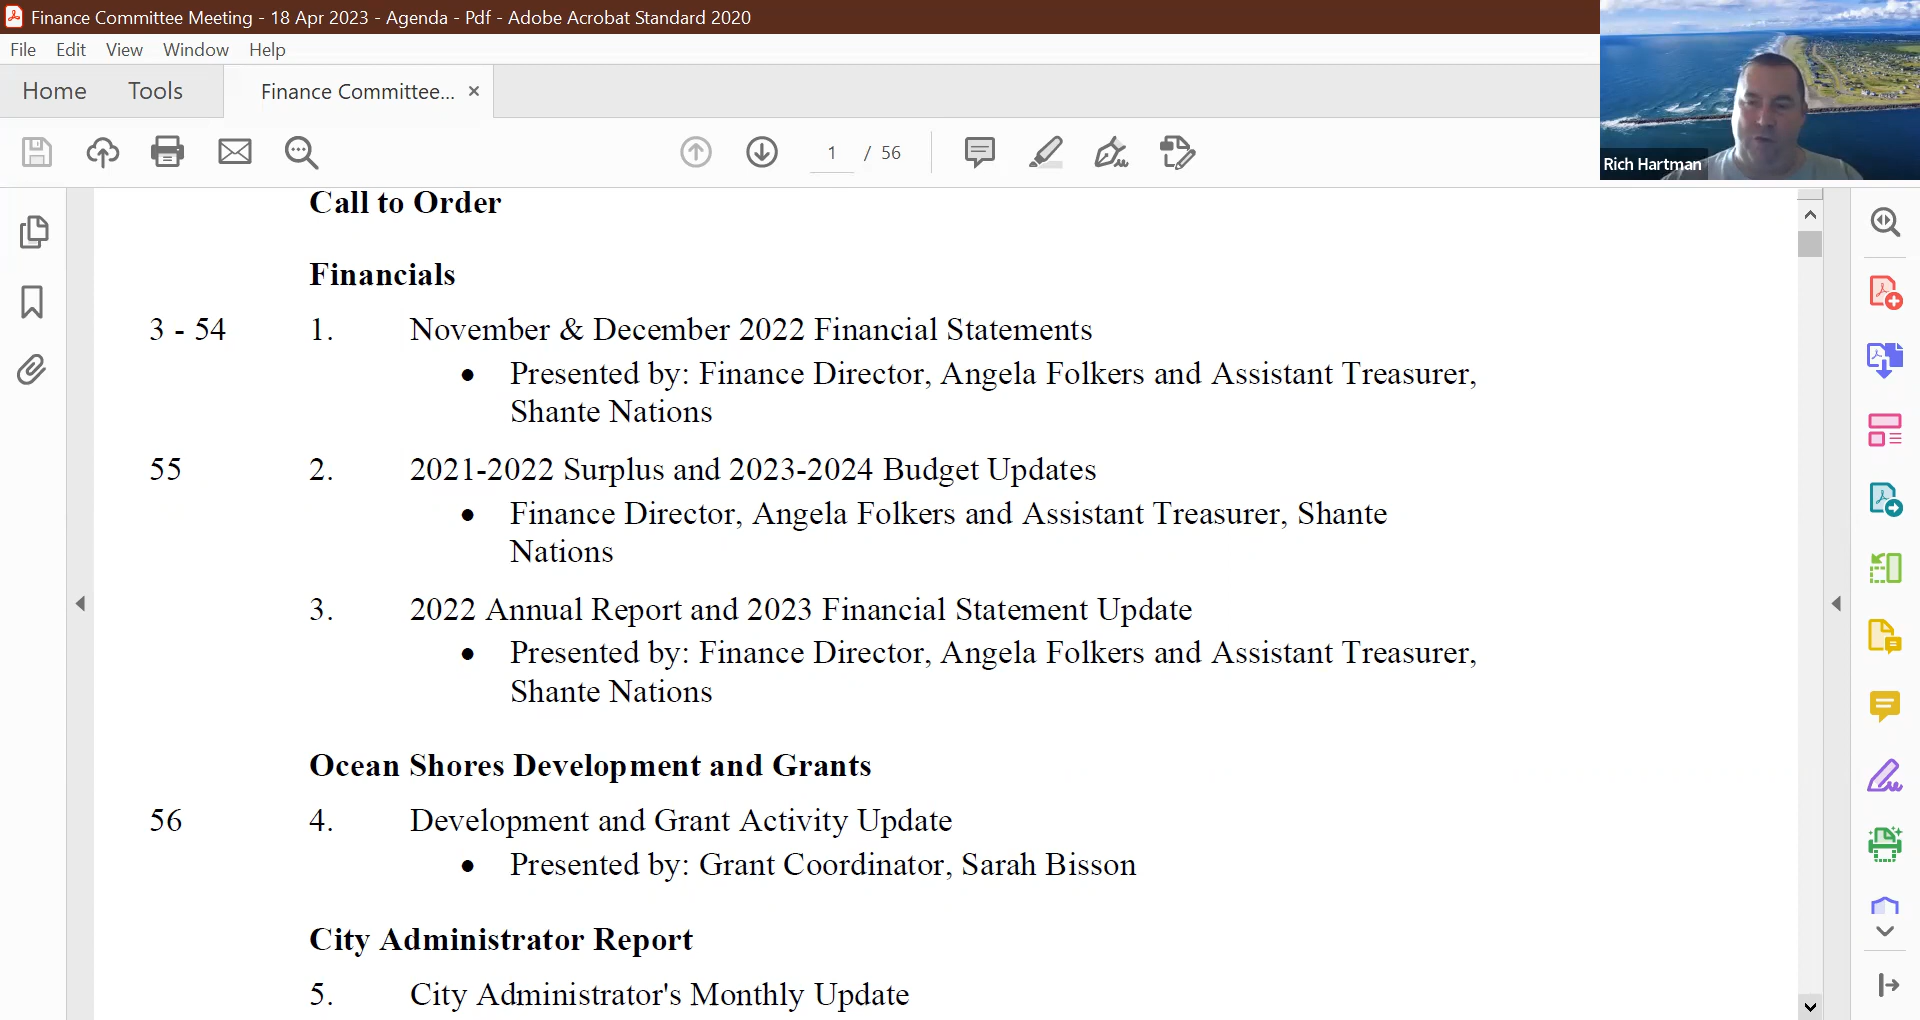 Finance Committee Meeting - 18 Apr 2023 - Agenda - Pdf - Adobe Acrobat Standard 2020
File Edit View Window Help
Home Tools Finance Committee... ×
1 / 56
Rich Hartman
Call to Order
Financials
3 - 54 1. November & December 2022 Financial Statements
• Presented by: Finance Director, Angela Folkers and Assistant Treasurer,
Shante Nations
55 2. 2021-2022 Surplus and 2023-2024 Budget Updates
• Finance Director, Angela Folkers and Assistant Treasurer, Shante
Nations
3. 2022 Annual Report and 2023 Financial Statement Update
• Presented by: Finance Director, Angela Folkers and Assistant Treasurer,
Shante Nations
Ocean Shores Development and Grants
56 4. Development and Grant Activity Update
• Presented by: Grant Coordinator, Sarah Bisson
City Administrator Report
5. City Administrator's Monthly Update